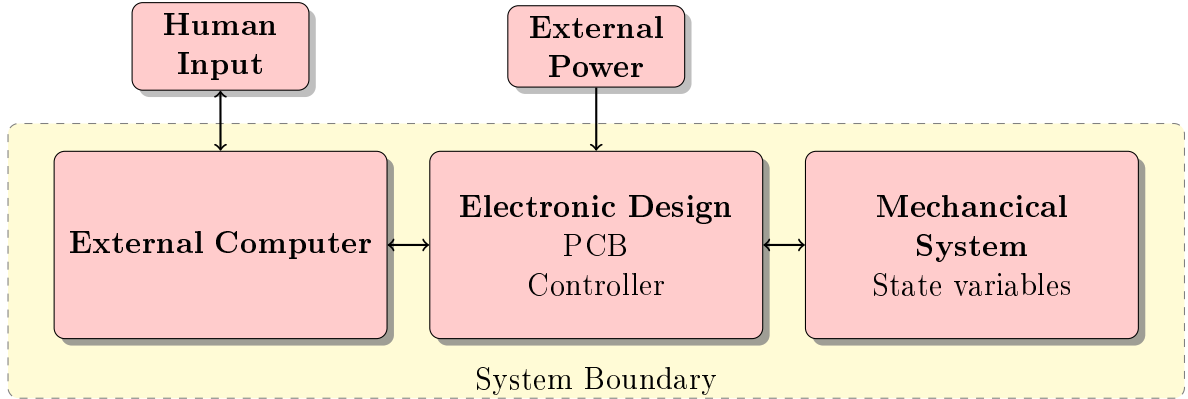 Human
Input
External
Power
External Computer
Electronic Design
PCB
Controller
Mechancical
System
State variables
System Boundary